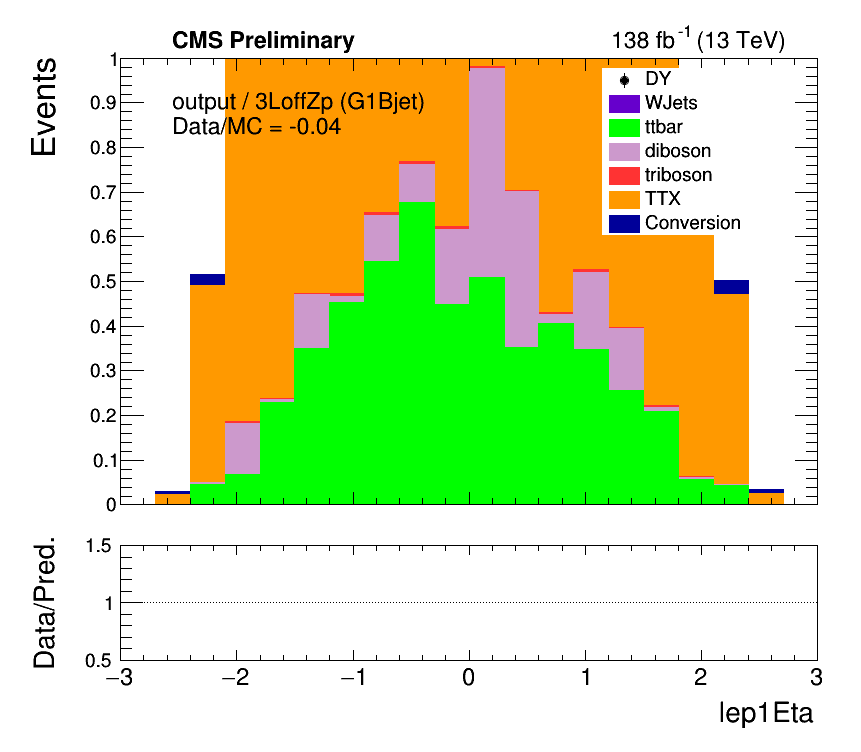 CMS Preliminary
138 fb⁻¹ (13 TeV)
Events
output / 3LoffZp (G1Bjet)
Data/MC = -0.04
DY
WJets
ttbar
diboson
triboson
TTX
Conversion
1
0.9
0.8
0.7
0.6
0.5
0.4
0.3
0.2
0.1
0
Data/Pred.
1.5
1
0.5
−3
−2
−1
0
1
2
3
lep1Eta